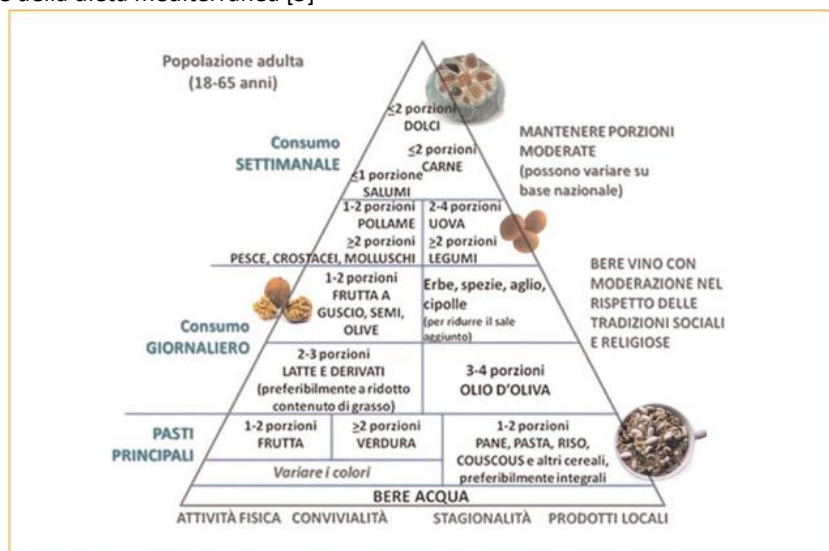 della dieta mediterranea [5]
Popolazione adulta
(18-65 anni)
≤2 porzioni
DOLCI
Consumo
SETTIMANALE
≤2 porzioni
CARNE
≤1 porzione
SALUMI
MANTENERE PORZIONI
MODERATE
(possono variare su
base nazionale)
1-2 porzioni
POLLAME
≥2 porzioni
PESCE, CROSTACEI, MOLLUSCHI
2-4 porzioni
UOVA
≥2 porzioni
LEGUMI
BERE VINO CON
MODERAZIONE NEL
RISPETTO DELLE
TRADIZIONI SOCIALI
E RELIGIOSE
Consumo
GIORNALIERO
1-2 porzioni
FRUTTA A
GUSCIO, SEMI,
OLIVE
Erbe, spezie, aglio,
cipolle
(per ridurre il sale
aggiunto)
2-3 porzioni
LATTE E DERIVATI
(preferibilmente a ridotto
contenuto di grasso)
3-4 porzioni
OLIO D'OLIVA
PASTI
PRINCIPALI
1-2 porzioni
FRUTTA
≥2 porzioni
VERDURA
Variare i colori
1-2 porzioni
PANE, PASTA, RISO,
COUSCOUS e altri cereali,
preferibilmente integrali
BERE ACQUA
ATTIVITÀ FISICA CONVIVIALITÀ STAGIONALITÀ PRODOTTI LOCALI